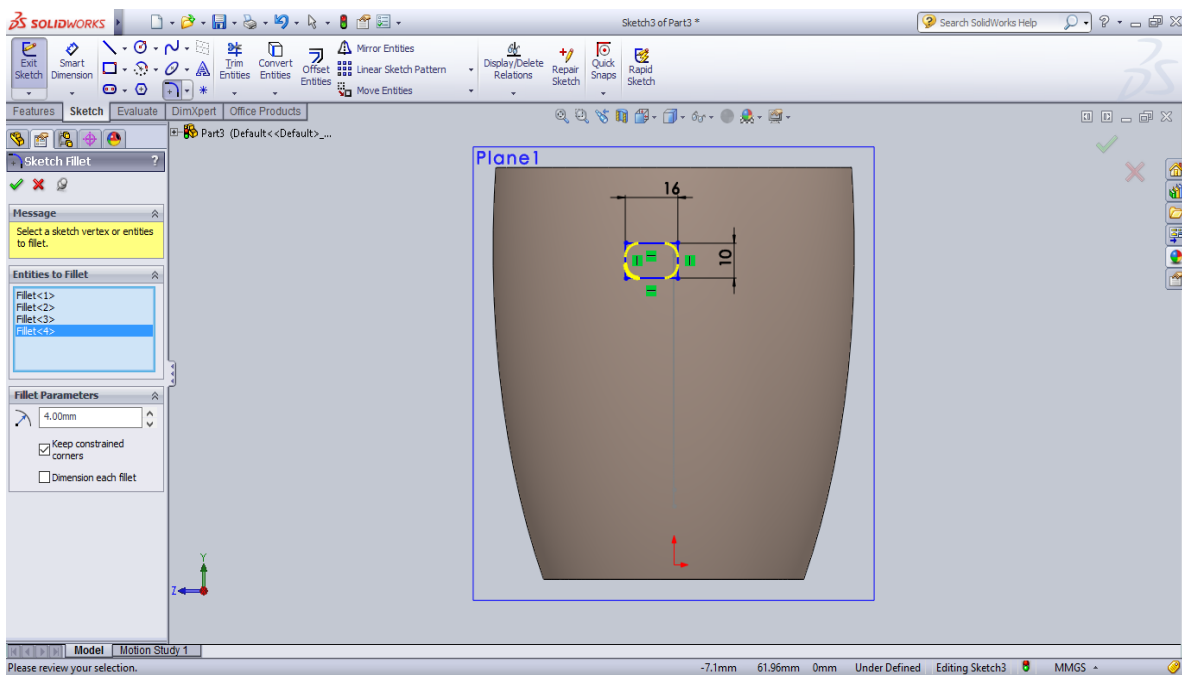 SOLIDWORKS
Sketch3 of Part3 *
Search SolidWorks Help
Exit Sketch
Smart Dimension
Trim Entities
Convert Entities
Offset Entities
Mirror Entities
Linear Sketch Pattern
Move Entities
Display/Delete Relations
Repair Sketch
Quick Snaps
Rapid Sketch
Features
Sketch
Evaluate
DimXpert
Office Products
Part3 (Default<<Default>_...
Sketch Fillet
?
Message
Select a sketch vertex or entities
to fillet.
Entities to Fillet
Fillet<1>
Fillet<2>
Fillet<3>
Fillet<4>
Fillet Parameters
4.00mm
Keep constrained
corners
Dimension each fillet
Plane1
16
10
Y
Z
Model
Motion Study 1
Please review your selection.
-7.1mm
61.96mm
0mm
Under Defined
Editing Sketch3
MMGS